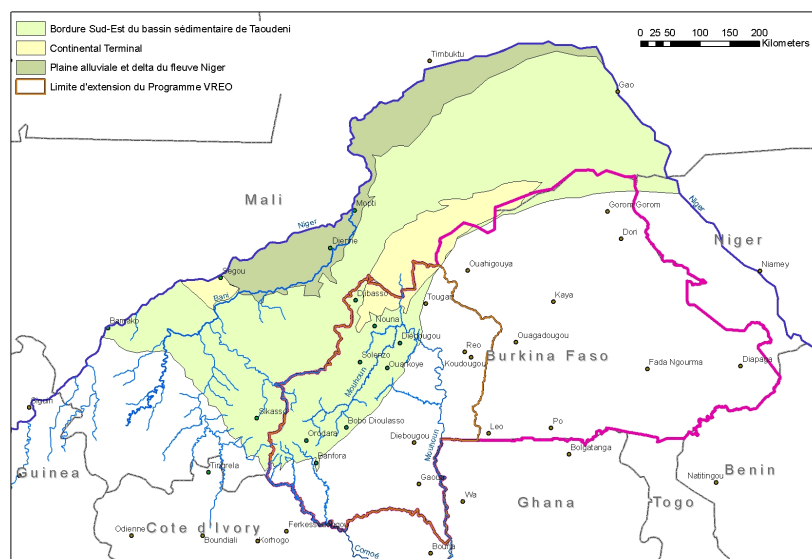 Bordure Sud-Est du bassin sédimentaire de Taoudeni
Continental Terminal
Plaine alluviale et delta du fleuve Niger
Limite d'extension du Programme VREO
0 25 50 100 150 200
Kilometers
Timbuktu
Gao
Mali
Mopti
Niger
Niger
Gorom-Gorom
Djenne
Dori
Niger
Segou
Ouahigouya
Niamey
Bani
Djibasso
Tougan
Kaya
Bamako
Nouna
Dedougou
Reo
Ouagadougou
Solenzo
Koudougou
Burkina Faso
Ouarkoye
Fada Ngourma
Diapaga
Mouhoun
Siguiri
Sikasso
Bobo Dioulasso
Leo
Po
Orodara
Diebougou
Mouhoun
Bolgatanga
Banfora
Guinea
Tingrela
Benin
Gaoua
Natitingou
Wa
Ghana
Togo
Cote d'Ivory
Odienne
Boundiali
Korhogo
Bouna
Comoé